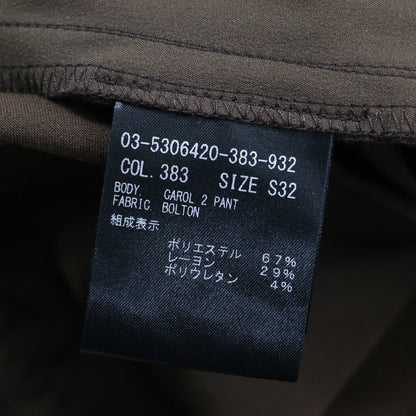 03-5306420-383-932
COL. 383 SIZE S32
BODY. CAROL 2 PANT
FABRIC. BOLTON
組成表示
ポリエステル 67%
レーヨン 29%
ポリウレタン 4%